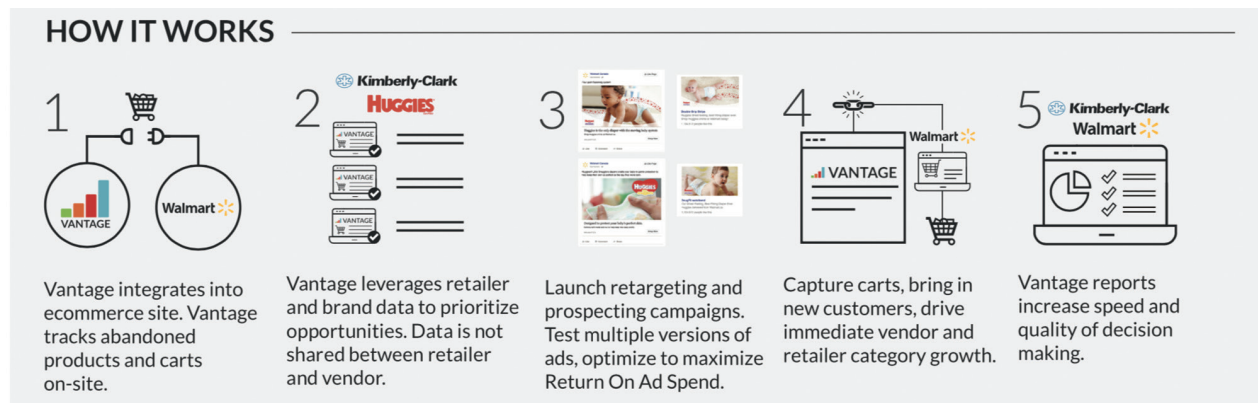 HOW IT WORKS
1
VANTAGE
Walmart
Vantage integrates into
ecommerce site. Vantage
tracks abandoned
products and carts
on-site.
2
Kimberly-Clark
HUGGIES
VANTAGE
VANTAGE
VANTAGE
Vantage leverages retailer
and brand data to prioritize
opportunities. Data is not
shared between retailer
and vendor.
3
HUGGIES
Launch retargeting and
prospecting campaigns.
Test multiple versions of
ads, optimize to maximize
Return On Ad Spend.
4
VANTAGE
Walmart
Capture carts, bring in
new customers, drive
immediate vendor and
retailer category growth.
5
Kimberly-Clark
Walmart
Vantage reports
increase speed and
quality of decision
making.